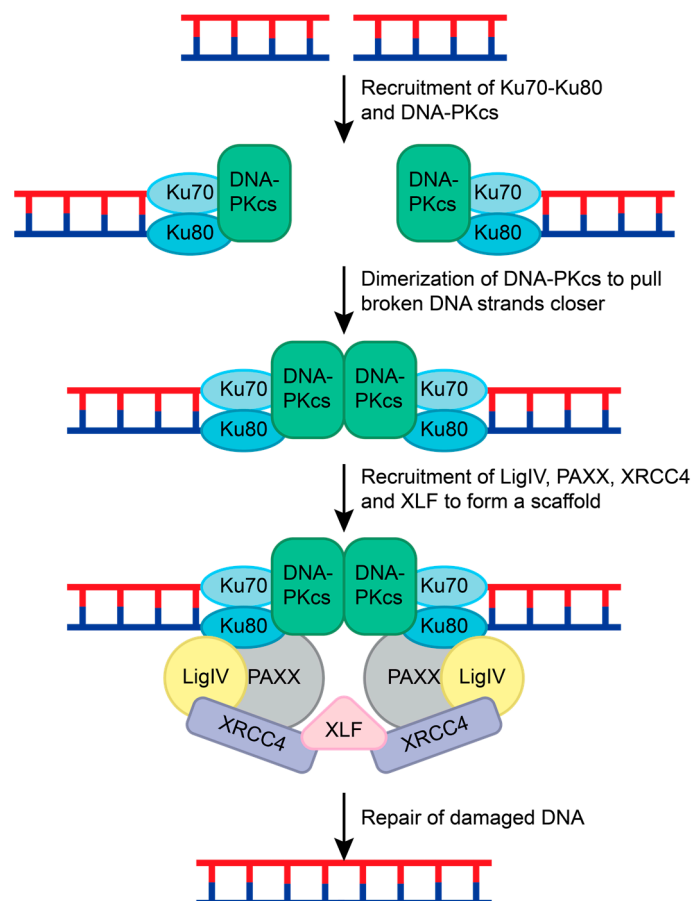 Recruitment of Ku70-Ku80
and DNA-PKcs
Ku70
Ku80
DNA-
PKcs
DNA-
PKcs
Ku70
Ku80
Dimerization of DNA-PKcs to pull
broken DNA strands closer
Ku70
Ku80
DNA-
PKcs
DNA-
PKcs
Ku70
Ku80
Recruitment of LigIV, PAXX, XRCC4
and XLF to form a scaffold
Ku70
Ku80
DNA-
PKcs
DNA-
PKcs
Ku70
Ku80
LigIV
PAXX
PAXX
LigIV
XRCC4
XLF
XRCC4
Repair of damaged DNA